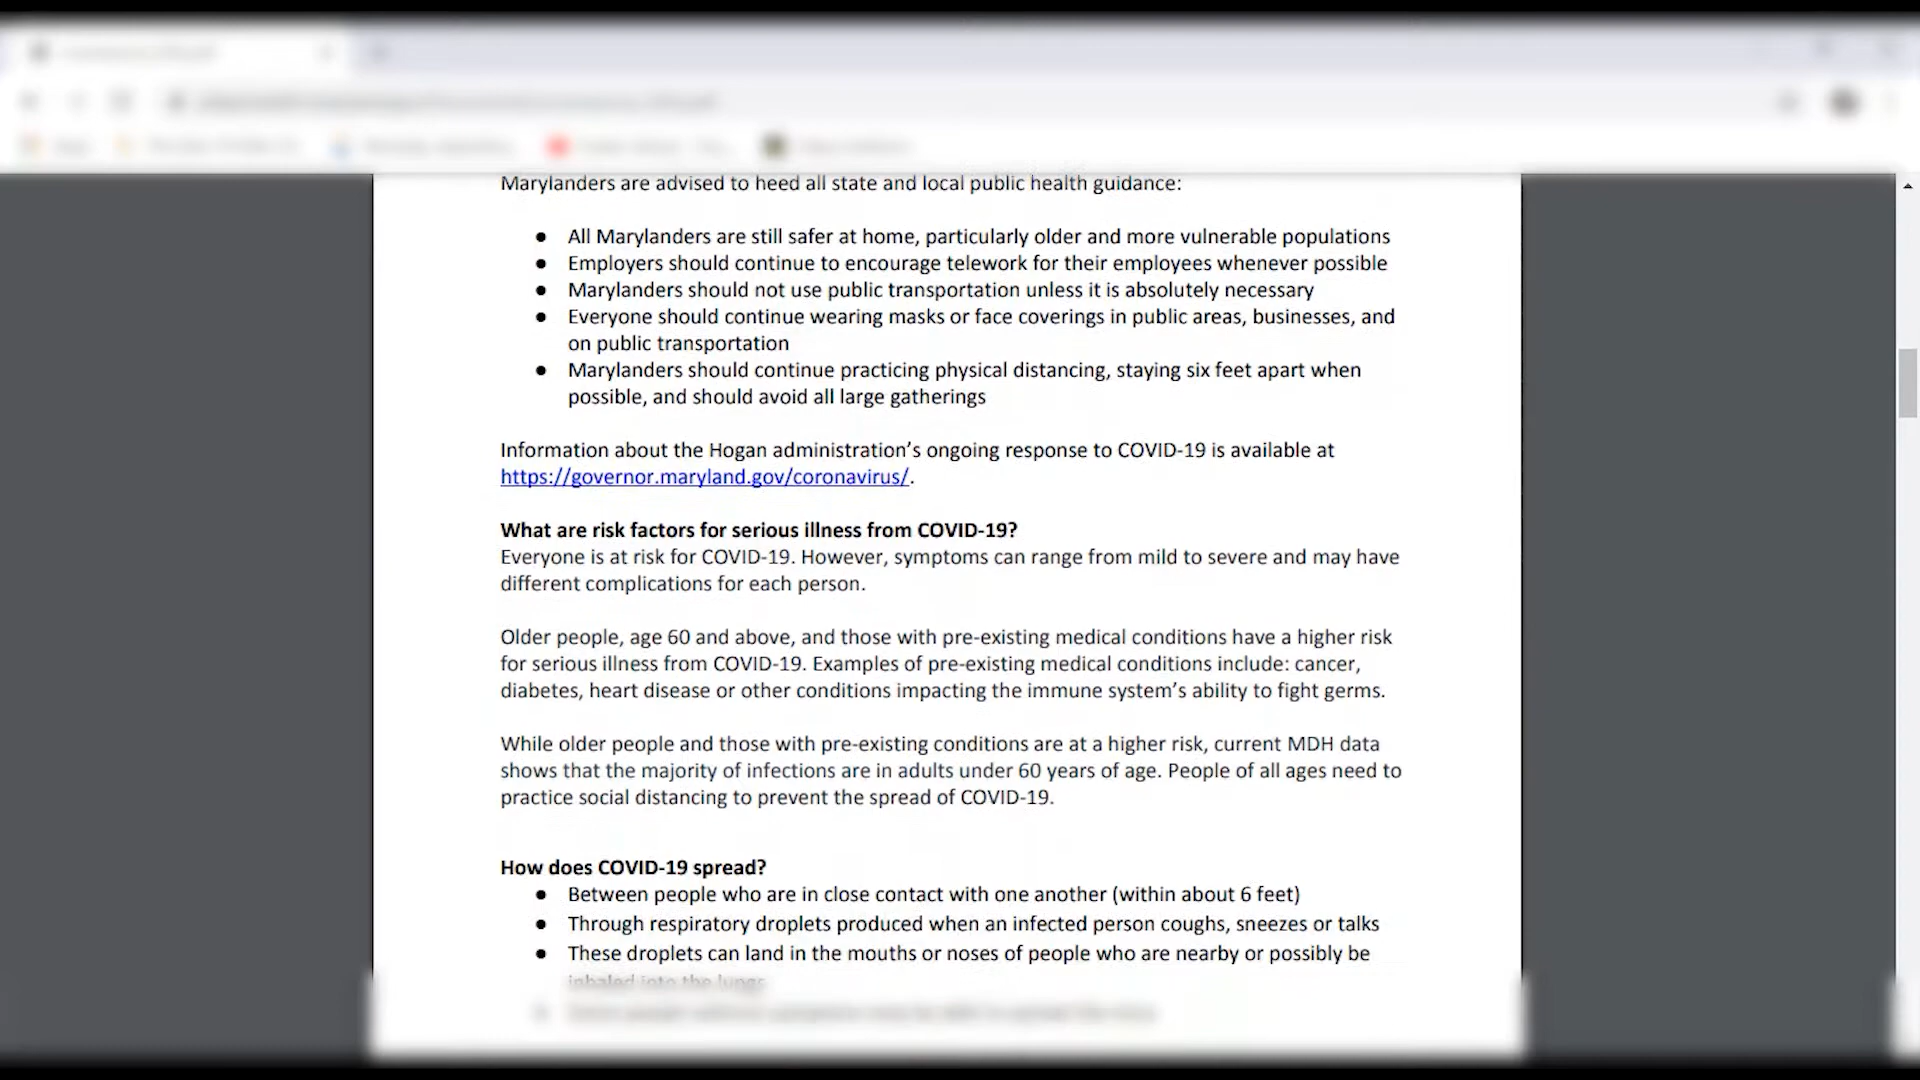 Marylanders are advised to heed all state and local public health guidance:
● All Marylanders are still safer at home, particularly older and more vulnerable populations
● Employers should continue to encourage telework for their employees whenever possible
● Marylanders should not use public transportation unless it is absolutely necessary
● Everyone should continue wearing masks or face coverings in public areas, businesses, and
on public transportation
● Marylanders should continue practicing physical distancing, staying six feet apart when
possible, and should avoid all large gatherings
Information about the Hogan administration’s ongoing response to COVID-19 is available at
https://governor.maryland.gov/coronavirus/.
What are risk factors for serious illness from COVID-19?
Everyone is at risk for COVID-19. However, symptoms can range from mild to severe and may have
different complications for each person.
Older people, age 60 and above, and those with pre-existing medical conditions have a higher risk
for serious illness from COVID-19. Examples of pre-existing medical conditions include: cancer,
diabetes, heart disease or other conditions impacting the immune system’s ability to fight germs.
While older people and those with pre-existing conditions are at a higher risk, current MDH data
shows that the majority of infections are in adults under 60 years of age. People of all ages need to
practice social distancing to prevent the spread of COVID-19.
How does COVID-19 spread?
● Between people who are in close contact with one another (within about 6 feet)
● Through respiratory droplets produced when an infected person coughs, sneezes or talks
● These droplets can land in the mouths or noses of people who are nearby or possibly be
inhaled into the lungs